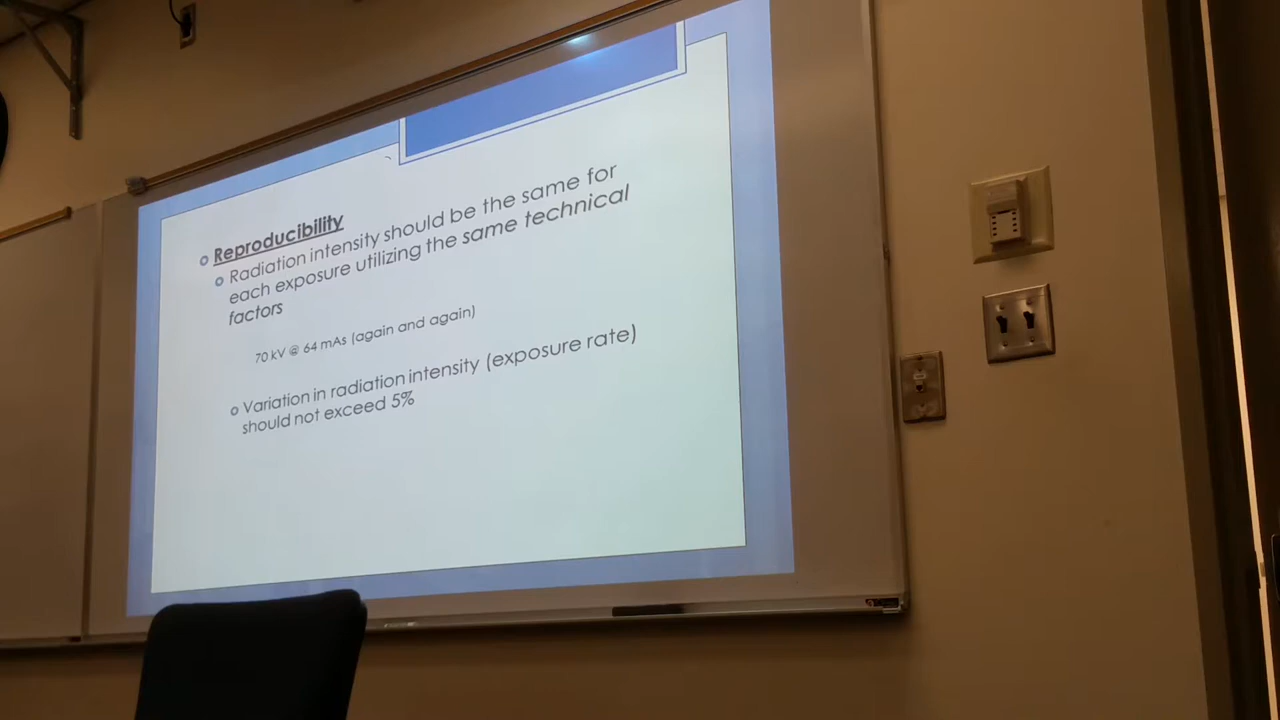 Reproducibility
Radiation intensity should be the same for
each exposure utilizing the same technical
factors
70 kV @ 64 mAs (again and again)
Variation in radiation intensity (exposure rate)
should not exceed 5%